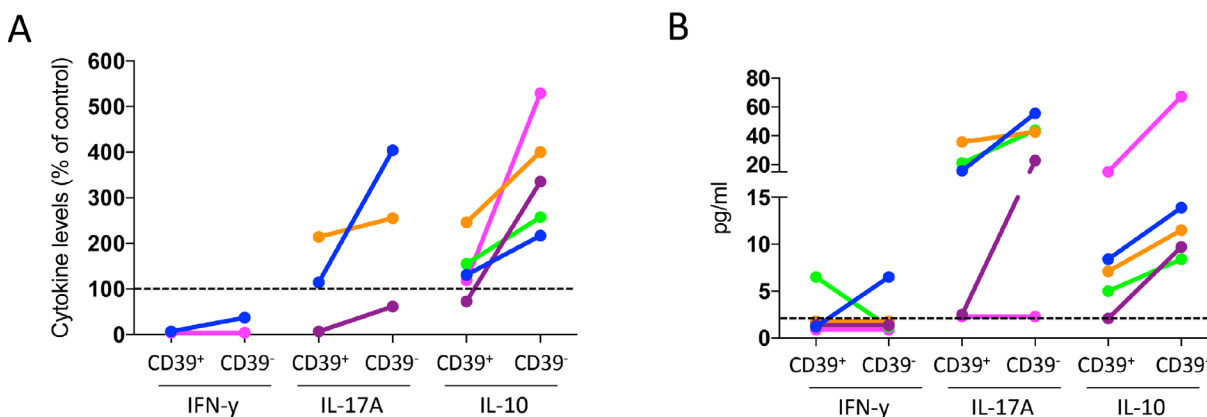 A
Cytokine levels (% of control)
600
500
400
300
200
100
0
CD39+ CD39- CD39+ CD39- CD39+ CD39-
IFN-y IL-17A IL-10
B
pg/ml
80
60
40
20
15
10
5
0
CD39+ CD39- CD39+ CD39- CD39+ CD39-
IFN-y IL-17A IL-10